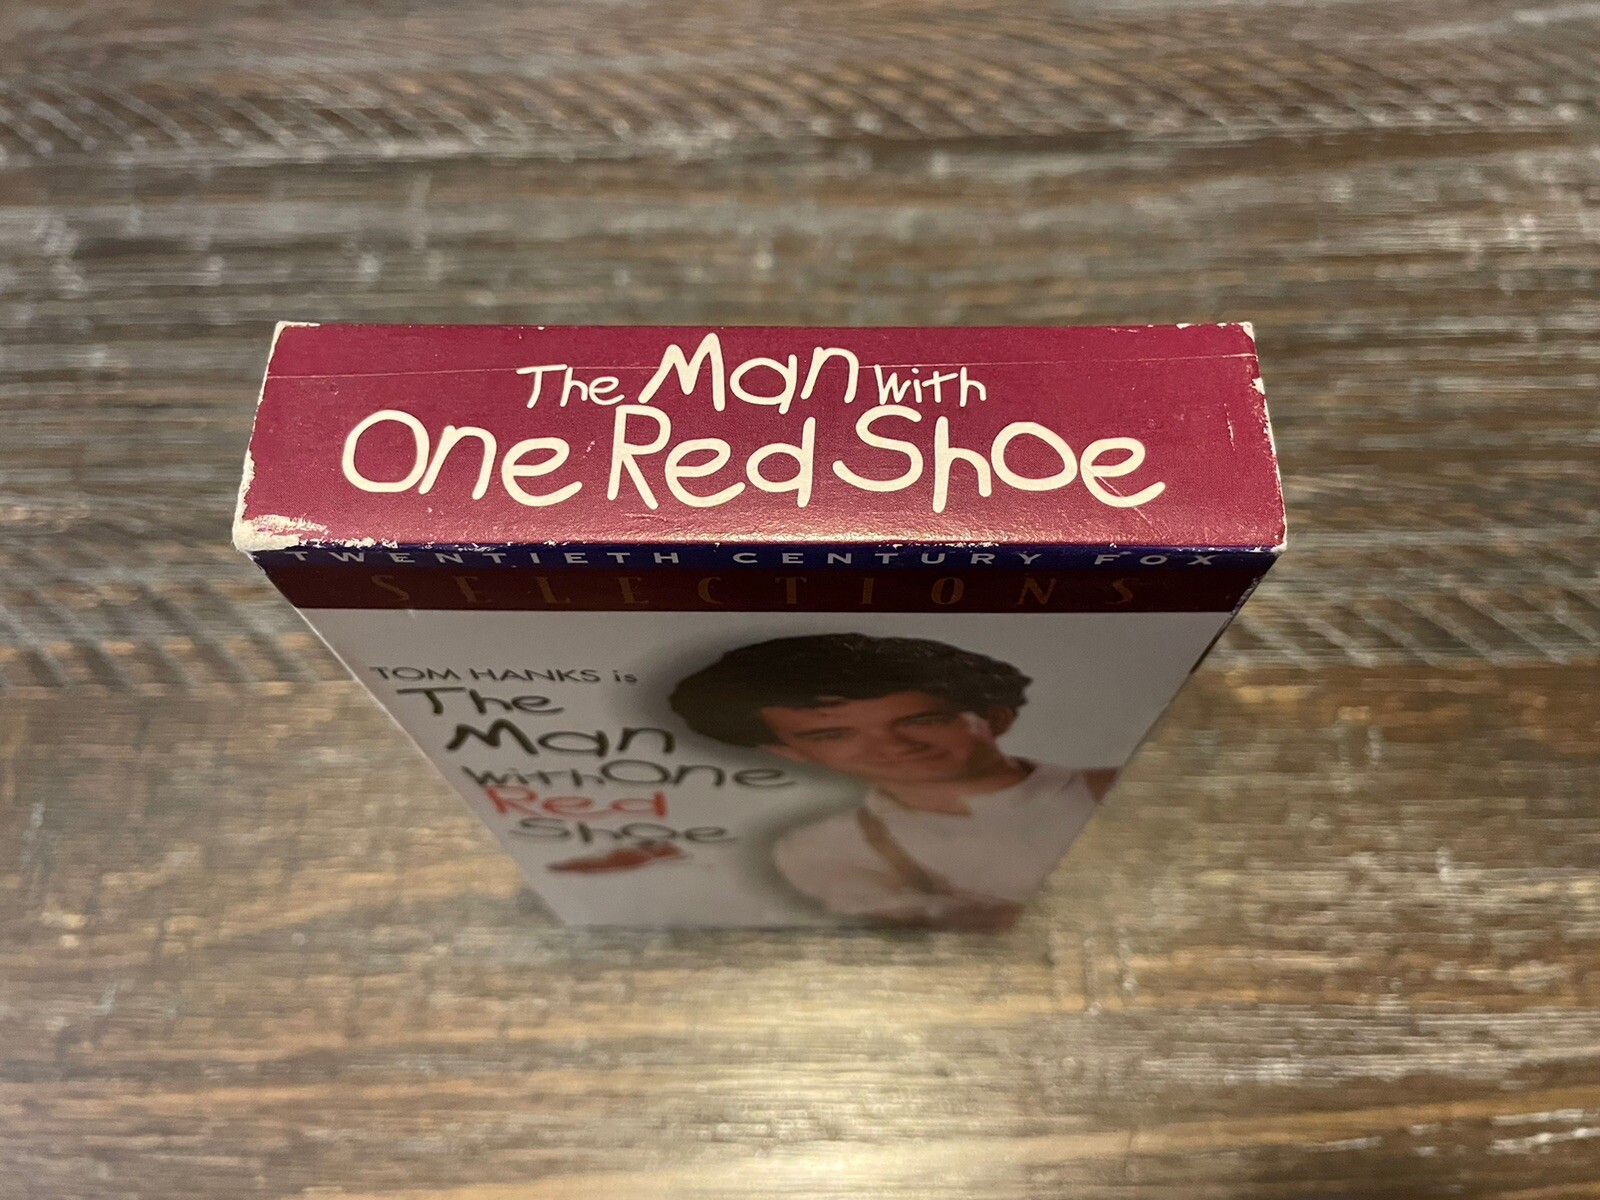 The Man with
One Red Shoe
TWENTIETH CENTURY FOX
SELECTIONS
TOM HANKS is
The
Man
with One
Red
Shoe